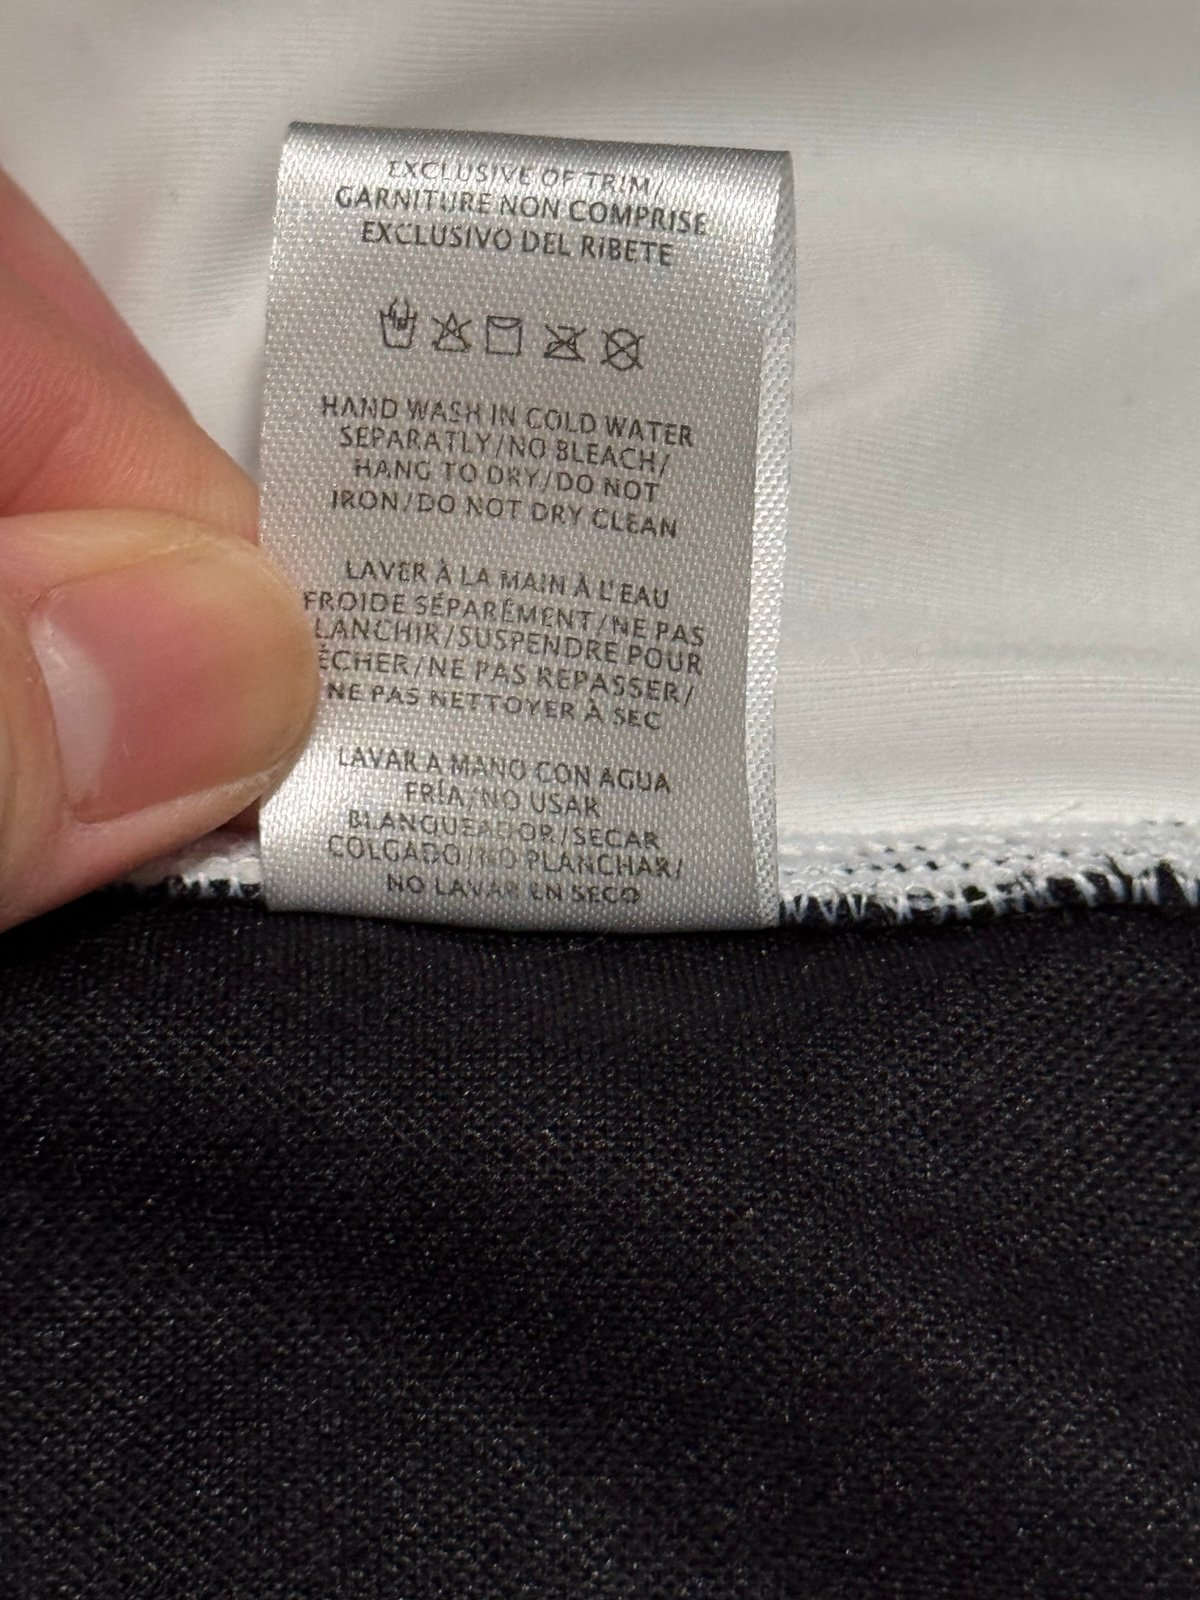 EXCLUSIVE OF TRIM/
GARNITURE NON COMPRISE
EXCLUSIVO DEL RIBETE
HAND WASH IN COLD WATER
SEPARATLY/NO BLEACH/
HANG TO DRY/DO NOT
IRON/DO NOT DRY CLEAN
LAVER À LA MAIN À L'EAU
FROIDE SÉPARÉMENT/NE PAS
LANCHIR/SUSPENDRE POUR
ÉCHER/NE PAS REPASSER/
NE PAS NETTOYER À SEC
LAVAR A MANO CON AGUA
FRÍA/NO USAR
BLANQUEADOR/SECAR
COLGADO/NO PLANCHAR/
NO LAVAR EN SECO